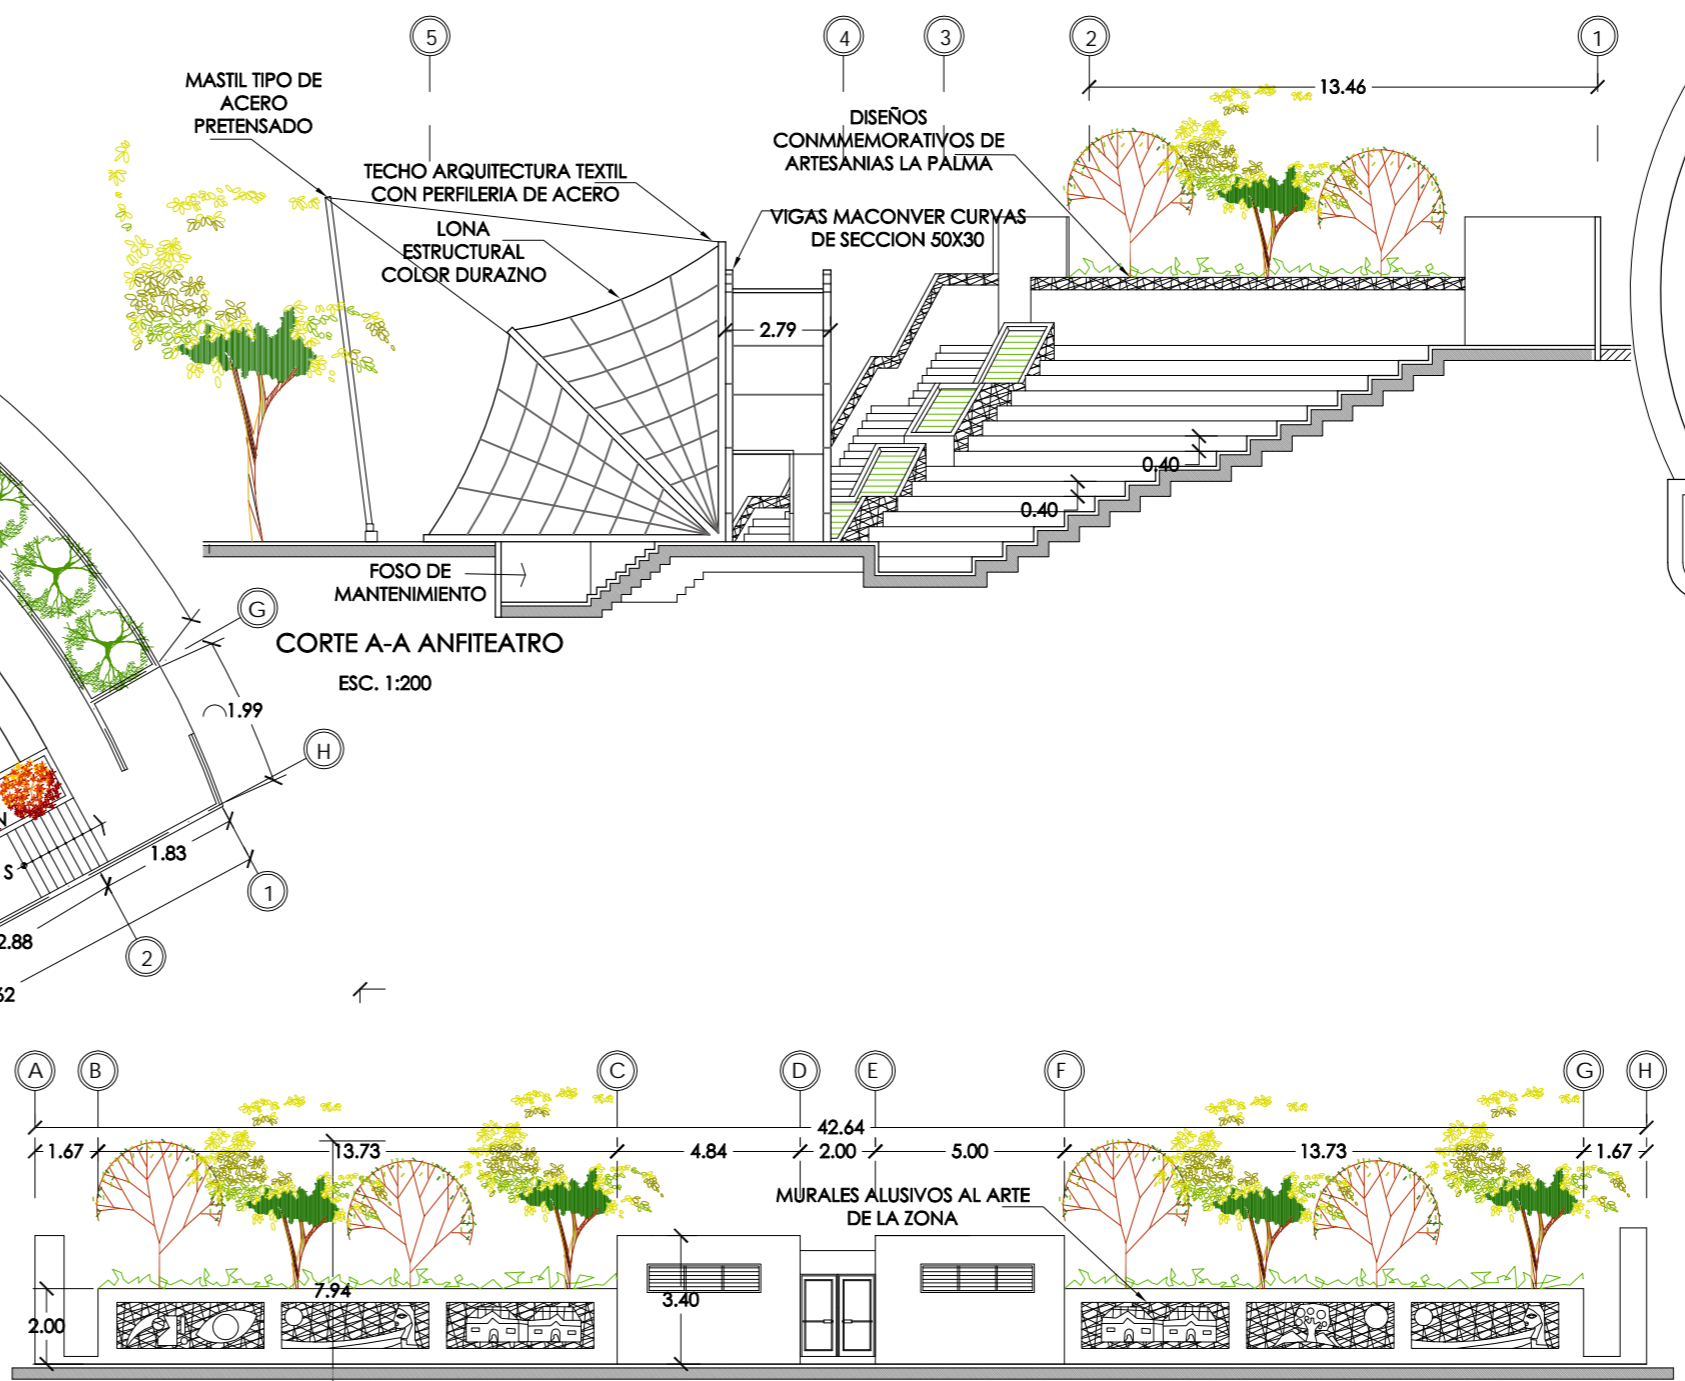 5
4
3
2
1
13.46
MASTIL TIPO DE
ACERO
PRETENSADO
TECHO ARQUITECTURA TEXTIL
CON PERFILERIA DE ACERO
LONA
ESTRUCTURAL
COLOR DURAZNO
DISEÑOS
CONMMEMORATIVOS DE
ARTESANIAS LA PALMA
VIGAS MACONVER CURVAS
DE SECCION 50X30
2.79
0.40
0.40
FOSO DE
MANTENIMIENTO
CORTE A-A ANFITEATRO
ESC. 1:200
G
1.99
H
1.83
S
1
2.88
2
A
B
C
D
E
F
G
H
42.64
1.67
13.73
4.84
2.00
5.00
13.73
1.67
MURALES ALUSIVOS AL ARTE
DE LA ZONA
7.94
3.40
2.00